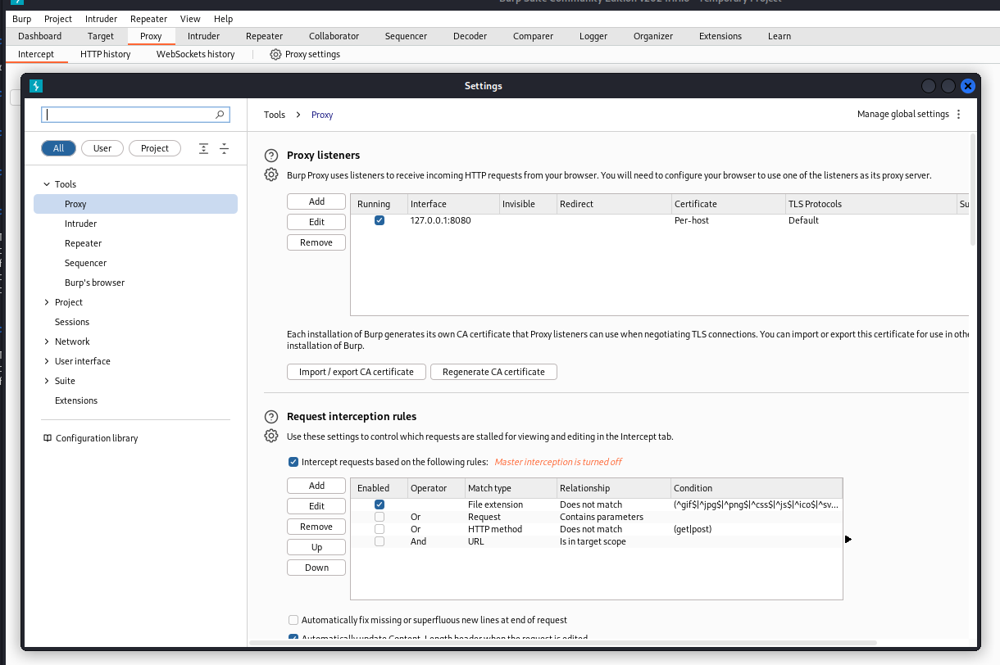 Burp Project Intruder Repeater View Help
Dashboard Target Proxy Intruder Repeater Collaborator Sequencer Decoder Comparer Logger Organizer Extensions Learn
Intercept HTTP history WebSockets history Proxy settings
Settings
Tools > Proxy
Manage global settings
All User Project
Tools
Proxy
Intruder
Repeater
Sequencer
Burp's browser
Project
Sessions
Network
User interface
Suite
Extensions
Configuration library
Proxy listeners
Burp Proxy uses listeners to receive incoming HTTP requests from your browser. You will need to configure your browser to use one of the listeners as its proxy server.
Add
Edit
Remove
Running Interface Invisible Redirect Certificate TLS Protocols Su
127.0.0.1:8080 Per-host Default
Each installation of Burp generates its own CA certificate that Proxy listeners can use when negotiating TLS connections. You can import or export this certificate for use in othe
installation of Burp.
Import / export CA certificate Regenerate CA certificate
Request interception rules
Use these settings to control which requests are stalled for viewing and editing in the Intercept tab.
Intercept requests based on the following rules: Master interception is turned off
Add
Edit
Remove
Up
Down
Enabled Operator Match type Relationship Condition
File extension Does not match (^gif$|^jpg$|^png$|^css$|^js$|^ico$|^sv...
Or Request Contains parameters
Or HTTP method Does not match (get|post)
And URL Is in target scope
Automatically fix missing or superfluous new lines at end of request
Automatically update Content-Length header when the request is edited